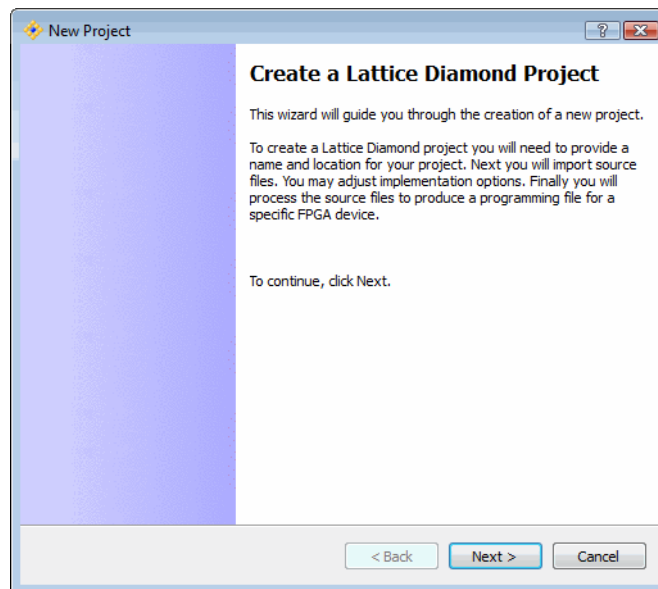 New Project
Create a Lattice Diamond Project
This wizard will guide you through the creation of a new project.
To create a Lattice Diamond project you will need to provide a
name and location for your project. Next you will import source
files. You may adjust implementation options. Finally you will
process the source files to produce a programming file for a
specific FPGA device.
To continue, click Next.
< Back
Next >
Cancel